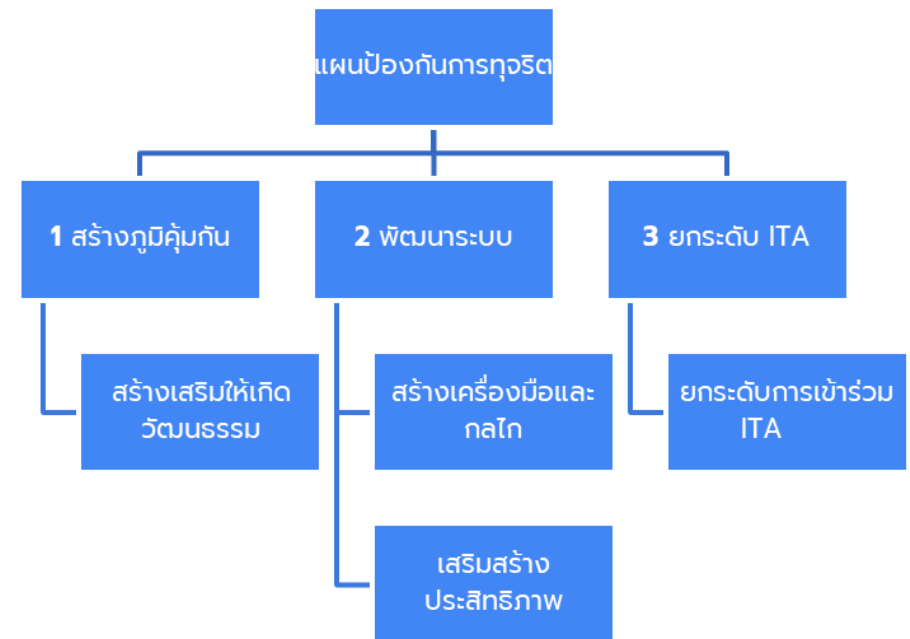 แผนป้องกันการทุจริต
1 สร้างภูมิคุ้มกัน
2 พัฒนาระบบ
3 ยกระดับ ITA
สร้างเสริมให้เกิด
วัฒนธรรม
สร้างเครื่องมือและ
กลไก
ยกระดับการเข้าร่วม
ITA
เสริมสร้าง
ประสิทธิภาพ